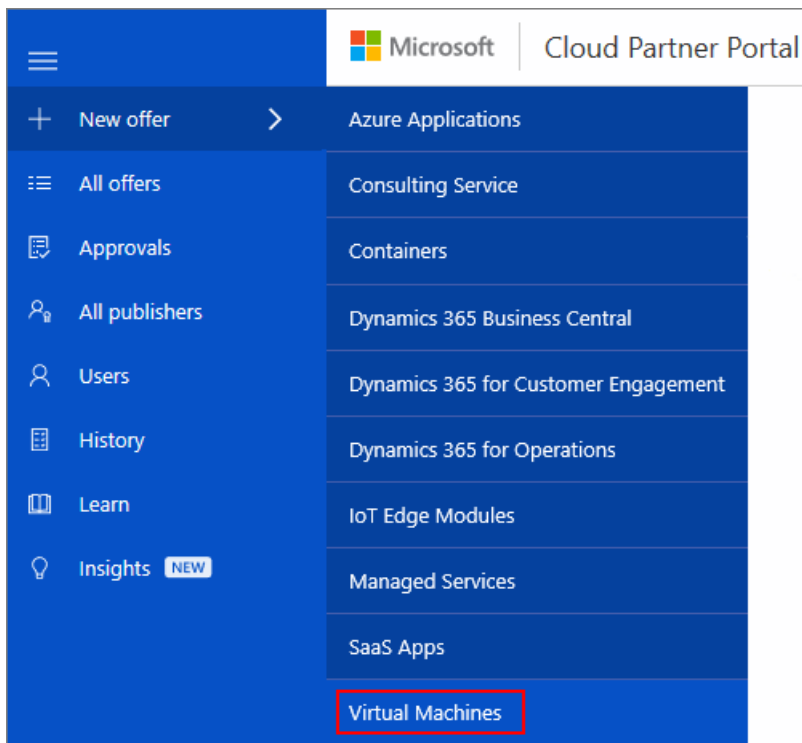 Microsoft Cloud Partner Portal
New offer
All offers
Approvals
All publishers
Users
History
Learn
Insights NEW
Azure Applications
Consulting Service
Containers
Dynamics 365 Business Central
Dynamics 365 for Customer Engagement
Dynamics 365 for Operations
IoT Edge Modules
Managed Services
SaaS Apps
Virtual Machines